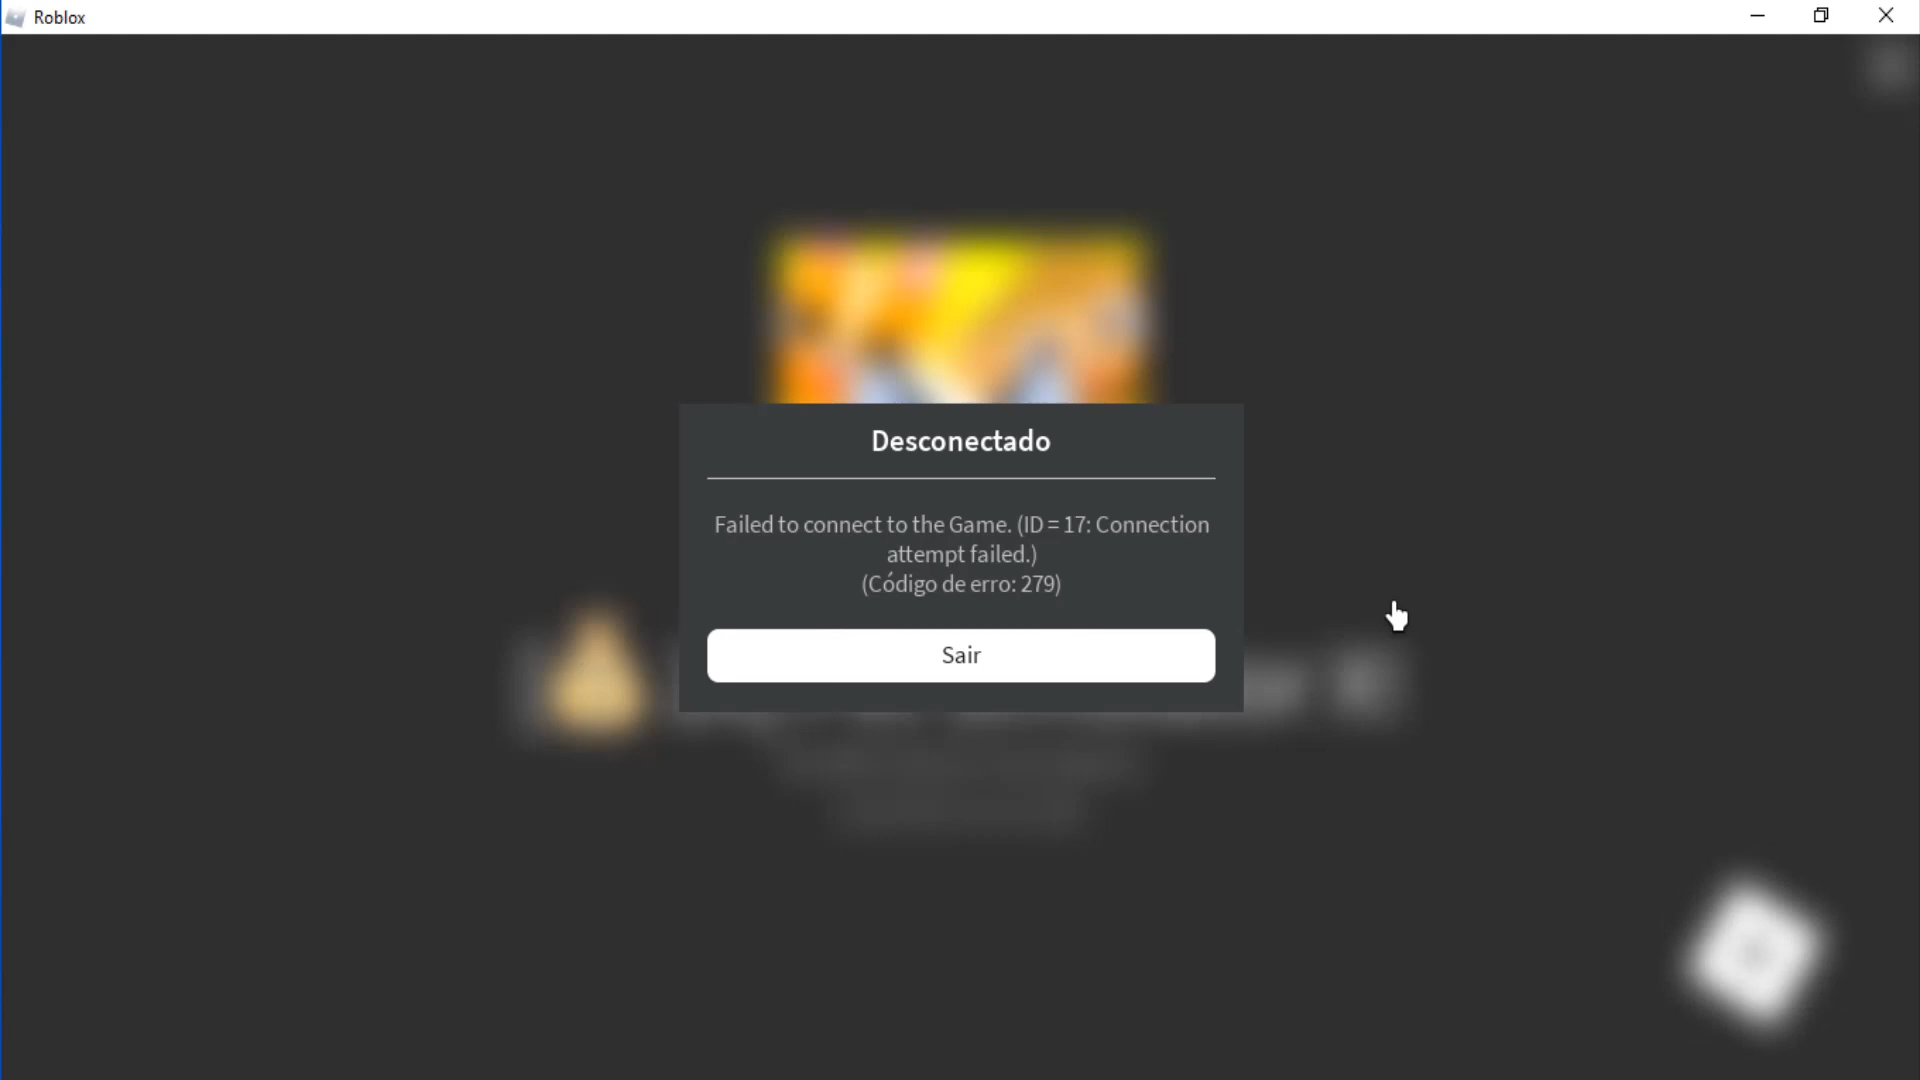 Roblox
Desconectado
Failed to connect to the Game. (ID = 17: Connection
attempt failed.)
(Código de erro: 279)
Sair